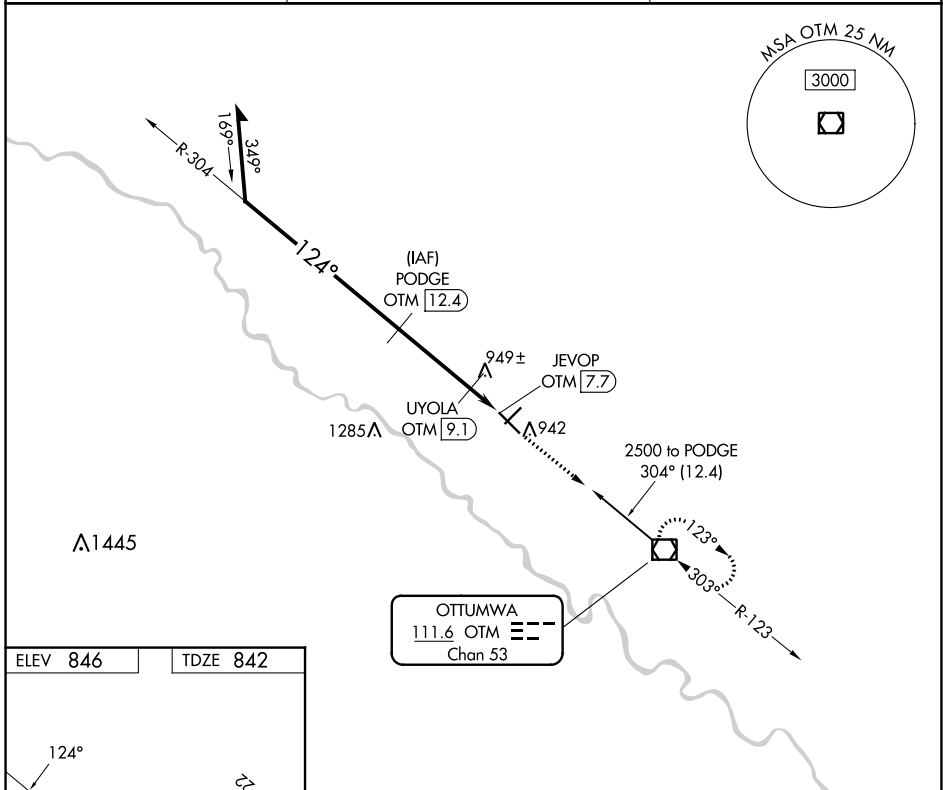 MSA OTM 25 NM
3000
R-304
169°
349°
124°
(IAF)
PODGE
OTM 12.4
949±
JEVOP
OTM 7.7
UYOLA
OTM 9.1
1285
942
2500 to PODGE
304° (12.4)
1445
123°
303°
R-123
OTTUMWA
111.6 OTM
Chan 53
ELEV 846
TDZE 842
124°
22